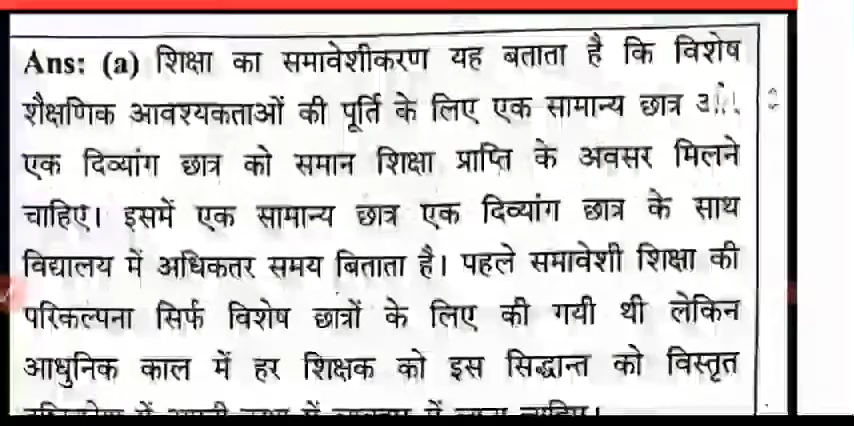 Ans: (a) शिक्षा का समावेशीकरण यह बताता है कि विशेष
शैक्षणिक आवश्यकताओं की पूर्ति के लिए एक सामान्य छात्र
एक दिव्यांग छात्र को समान शिक्षा प्राप्ति के अवसर मिलने
चाहिए। इसमें एक सामान्य छात्र एक दिव्यांग छात्र के साथ
विद्यालय में अधिकतर समय बिताता है। पहले समावेशी शिक्षा की
परिकल्पना सिर्फ विशेष छात्रों के लिए की गयी थी लेकिन
आधुनिक काल में हर शिक्षक को इस सिद्धान्त को विस्तृत